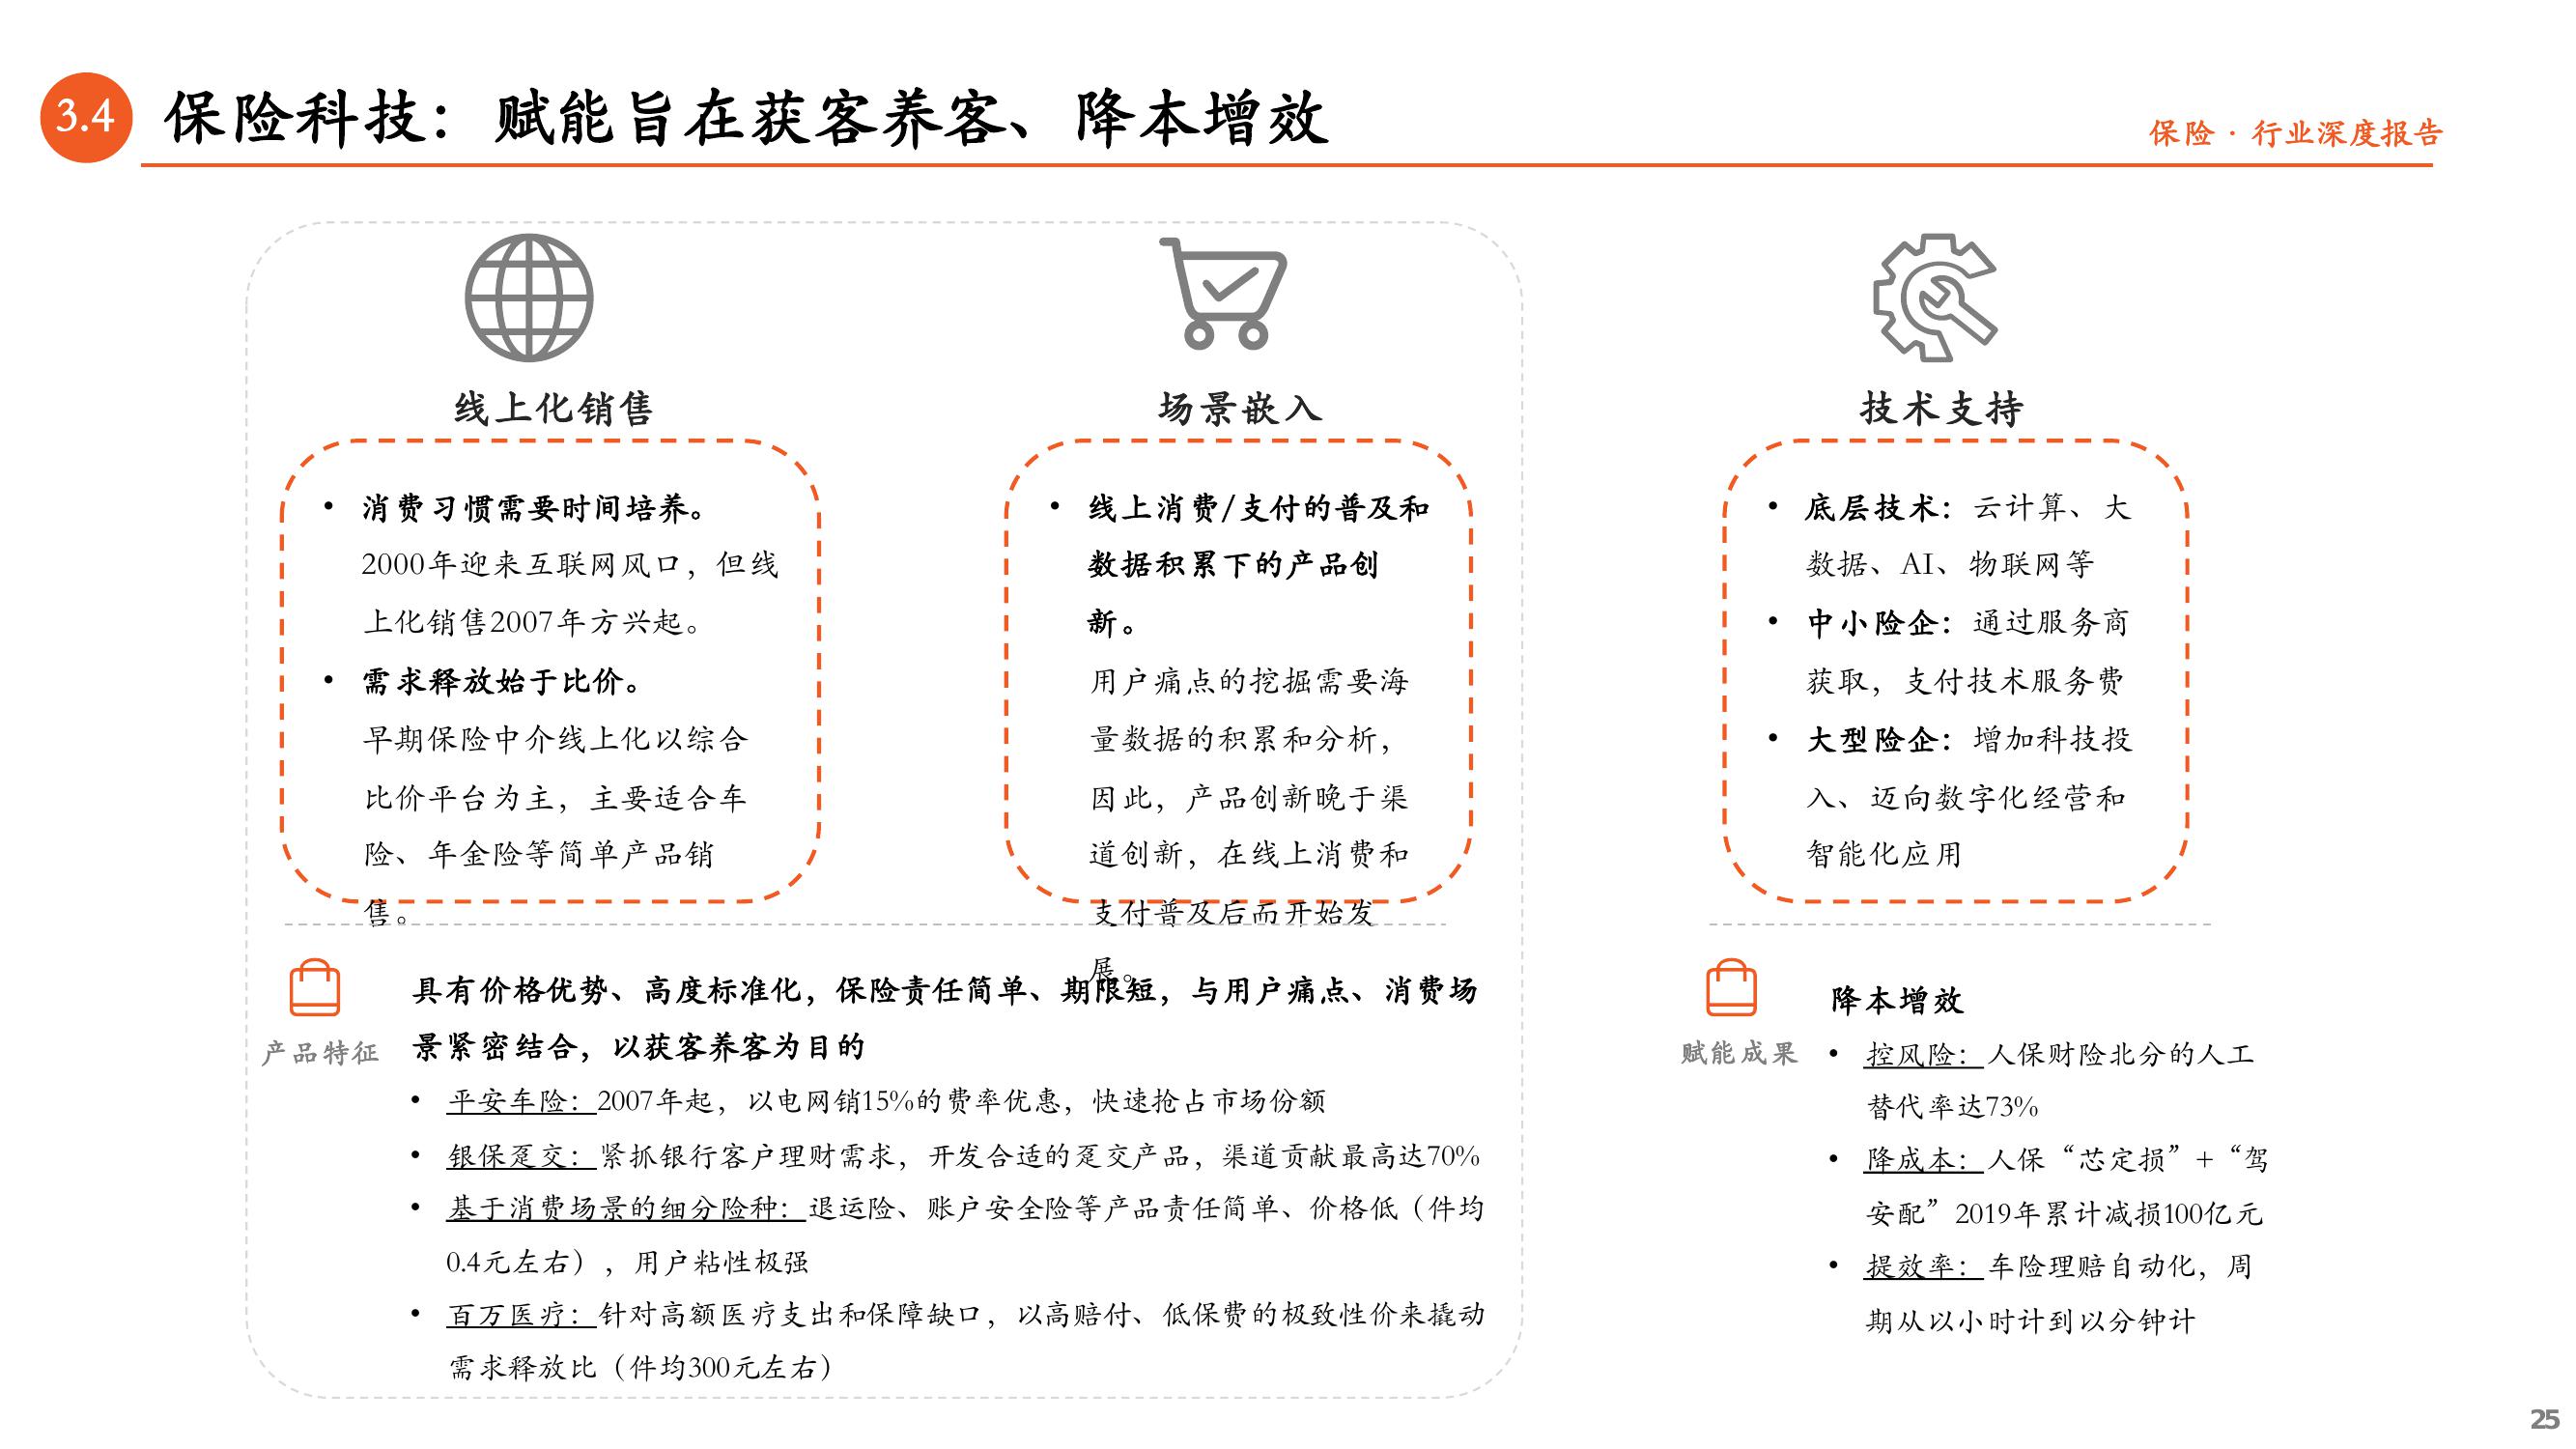 3.4
保险科技：赋能旨在获客养客、降本增效
保险 · 行业深度报告
线上化销售
• 消费习惯需要时间培养。
2000年迎来互联网风口，但线
上化销售2007年方兴起。
• 需求释放始于比价。
早期保险中介线上化以综合
比价平台为主，主要适合车
险、年金险等简单产品销
售。
场景嵌入
• 线上消费/支付的普及和
数据积累下的产品创
新。
用户痛点的挖掘需要海
量数据的积累和分析，
因此，产品创新晚于渠
道创新，在线上消费和
支付普及后而开始发
展。
技术支持
• 底层技术：云计算、大
数据、AI、物联网等
• 中小险企：通过服务商
获取，支付技术服务费
• 大型险企：增加科技投
入、迈向数字化经营和
智能化应用
产品特征
具有价格优势、高度标准化，保险责任简单、期限短，与用户痛点、消费场
景紧密结合，以获客养客为目的
• 平安车险：2007年起，以电网销15%的费率优惠，快速抢占市场份额
• 银保趸交：紧抓银行客户理财需求，开发合适的趸交产品，渠道贡献最高达70%
• 基于消费场景的细分险种：退运险、账户安全险等产品责任简单、价格低（件均
0.4元左右），用户粘性极强
• 百万医疗：针对高额医疗支出和保障缺口，以高赔付、低保费的极致性价来撬动
需求释放比（件均300元左右）
赋能成果
降本增效
• 控风险：人保财险北分的人工
替代率达73%
• 降成本：人保“芯定损”+“驾
安配”2019年累计减损100亿元
• 提效率：车险理赔自动化，周
期从以小时计到以分钟计
25